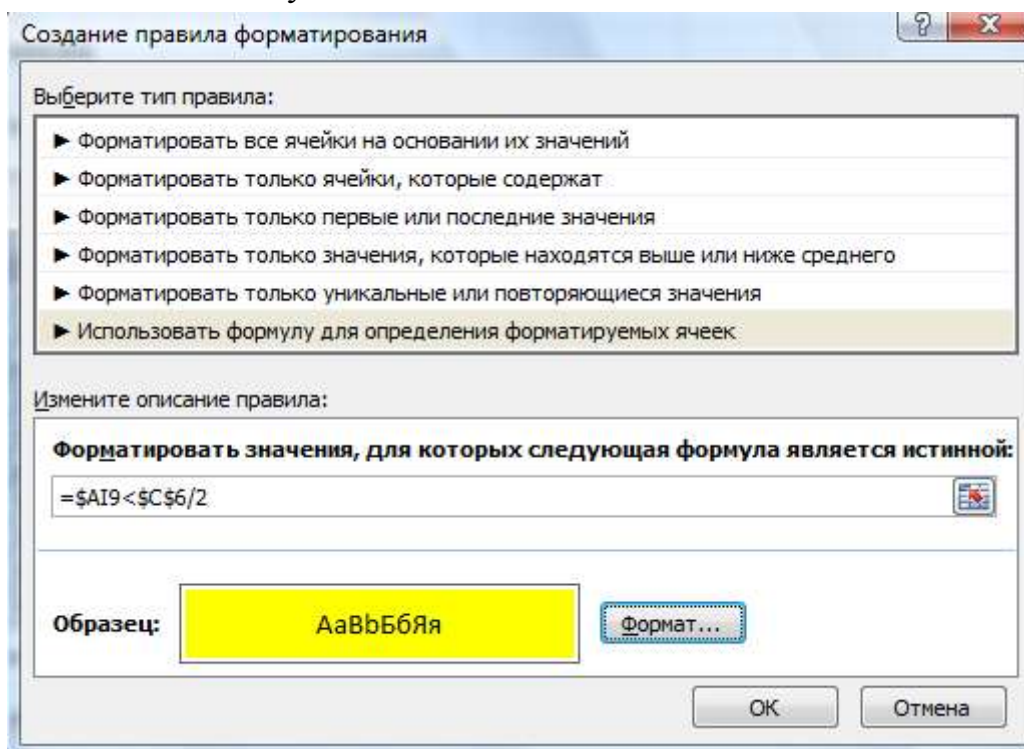 Создание правила форматирования
Выберите тип правила:
► Форматировать все ячейки на основании их значений
► Форматировать только ячейки, которые содержат
► Форматировать только первые или последние значения
► Форматировать только значения, которые находятся выше или ниже среднего
► Форматировать только уникальные или повторяющиеся значения
► Использовать формулу для определения форматируемых ячеек
Измените описание правила:
Форматировать значения, для которых следующая формула является истинной:
=$AI9<$C$6/2
Образец:
АаВbБбЯя
Формат...
ОК
Отмена